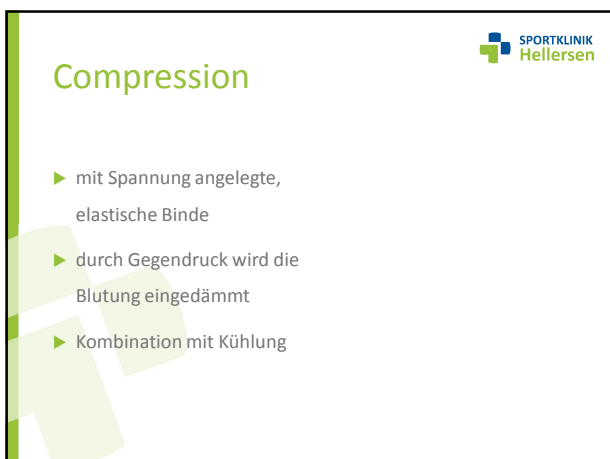 SPORTKLINIK
Hellersen
Compression
mit Spannung angelegte,
elastische Binde
durch Gegendruck wird die
Blutung eingedämmt
Kombination mit Kühlung